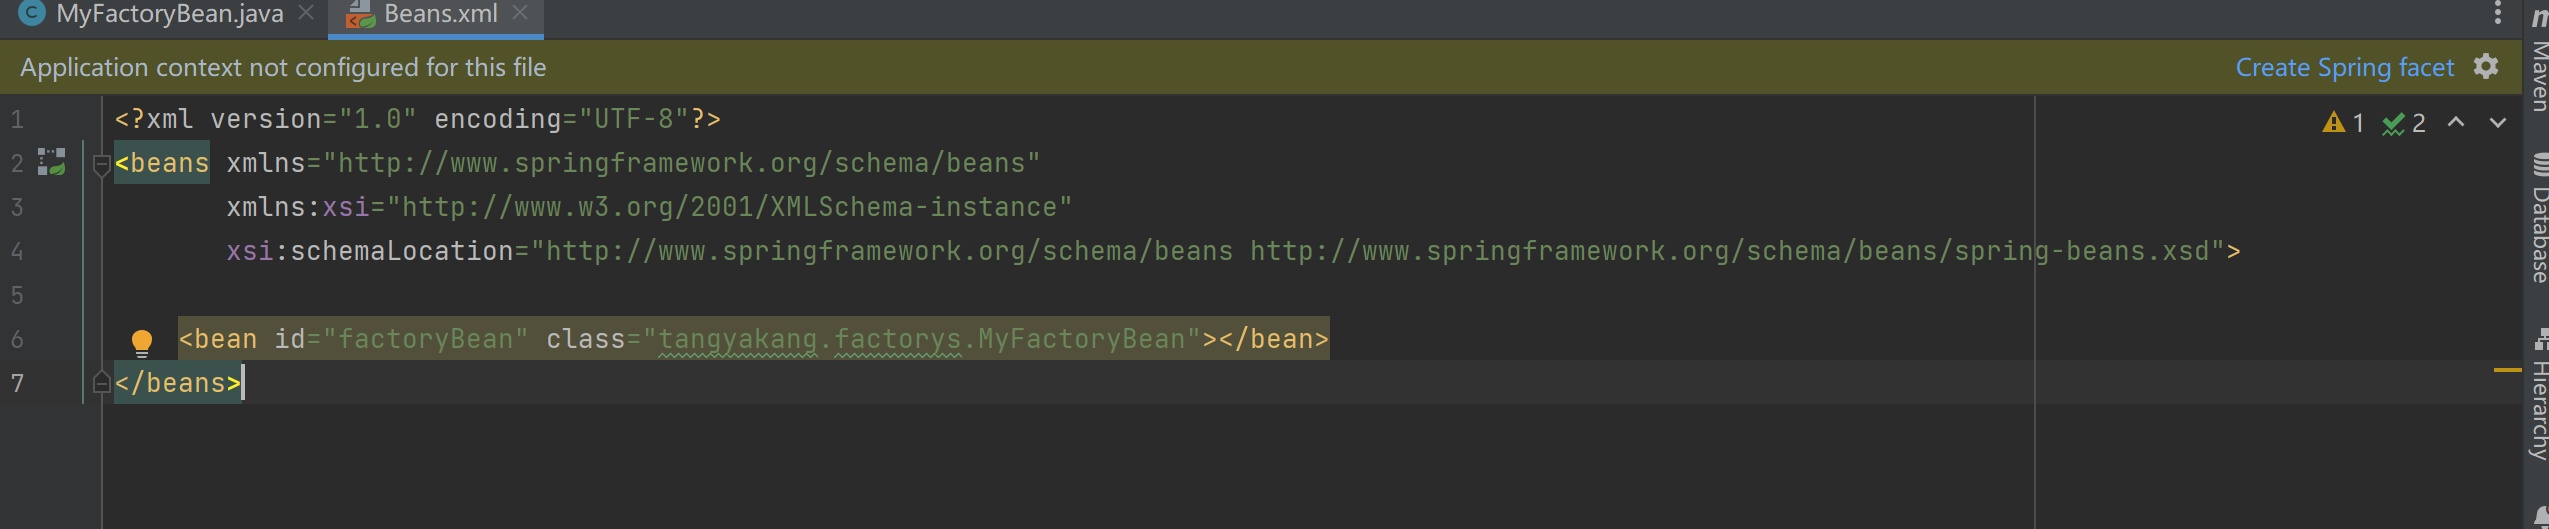 MyFactoryBean.java Beans.xml
Application context not configured for this file Create Spring facet
1 <?xml version="1.0" encoding="UTF-8"?> 1 2
2 <beans xmlns="http://www.springframework.org/schema/beans"
3 xmlns:xsi="http://www.w3.org/2001/XMLSchema-instance"
4 xsi:schemaLocation="http://www.springframework.org/schema/beans http://www.springframework.org/schema/beans/spring-beans.xsd">
5
6 <bean id="factoryBean" class="tangyakang.factorys.MyFactoryBean"></bean>
7 </beans>
Maven
Database
Hierarchy